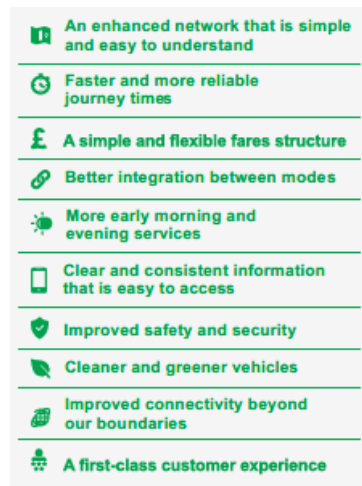 An enhanced network that is simple
and easy to understand
Faster and more reliable
journey times
£ A simple and flexible fares structure
Better integration between modes
More early morning and
evening services
Clear and consistent information
that is easy to access
Improved safety and security
Cleaner and greener vehicles
Improved connectivity beyond
our boundaries
A first-class customer experience